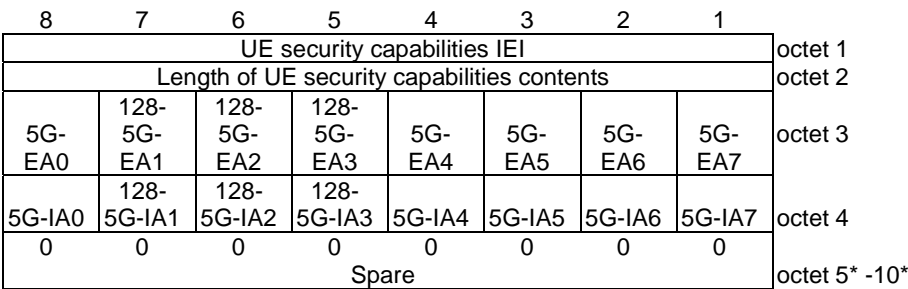 8 7 6 5 4 3 2 1
UE security capabilities IEI octet 1
Length of UE security capabilities contents octet 2
128- 128- 128-
5G- 5G- 5G- 5G- 5G- 5G- 5G- 5G- octet 3
EA0 EA1 EA2 EA3 EA4 EA5 EA6 EA7
128- 128- 128-
5G-IA0 5G-IA1 5G-IA2 5G-IA3 5G-IA4 5G-IA5 5G-IA6 5G-IA7 octet 4
0 0 0 0 0 0 0 0
Spare octet 5* -10*